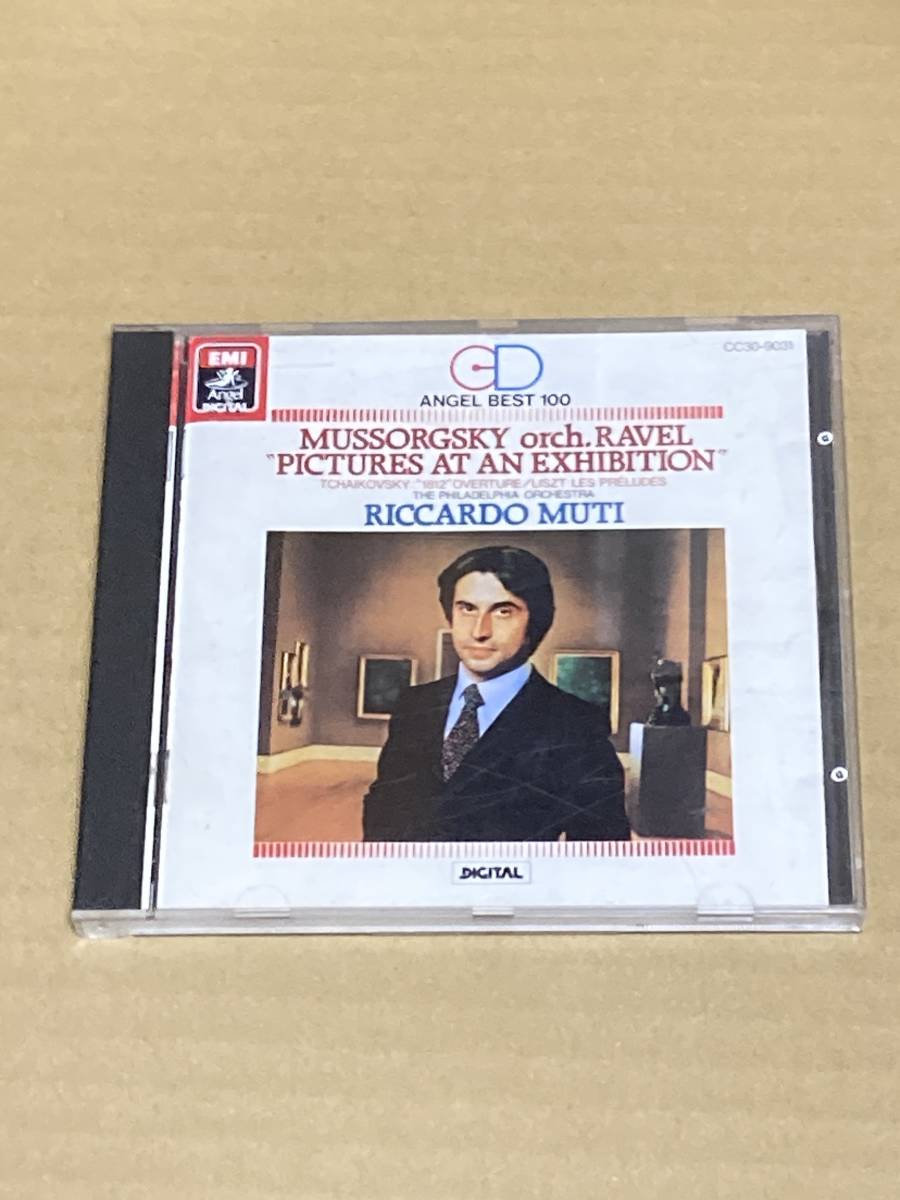 EMI
Angel
DIGITAL
CD
CC30-9031
ANGEL BEST 100
MUSSORGSKY orch. RAVEL
"PICTURES AT AN EXHIBITION"
TCHAIKOVSKY: "1812" OVERTURE/LISZT LES PRÉLUDES
THE PHILADELPHIA ORCHESTRA
RICCARDO MUTI
DIGITAL